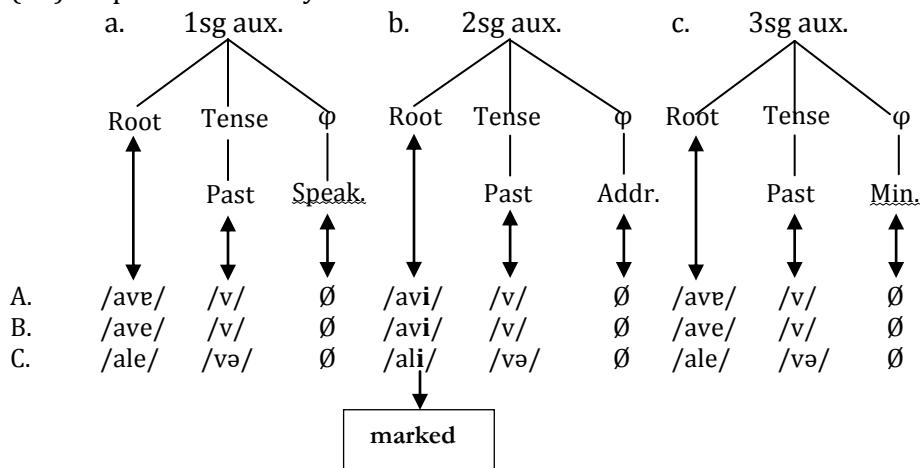 a. 1sg aux. b. 2sg aux. c. 3sg aux.
Root Tense φ Root Tense φ Root Tense φ
Past Speak. Past Addr. Past Min.
A. /avɐ/ /v/ Ø /avi/ /v/ Ø /avɐ/ /v/ Ø
B. /ave/ /v/ Ø /avi/ /v/ Ø /ave/ /v/ Ø
C. /ale/ /və/ Ø /ali/ /və/ Ø /ale/ /və/ Ø
marked